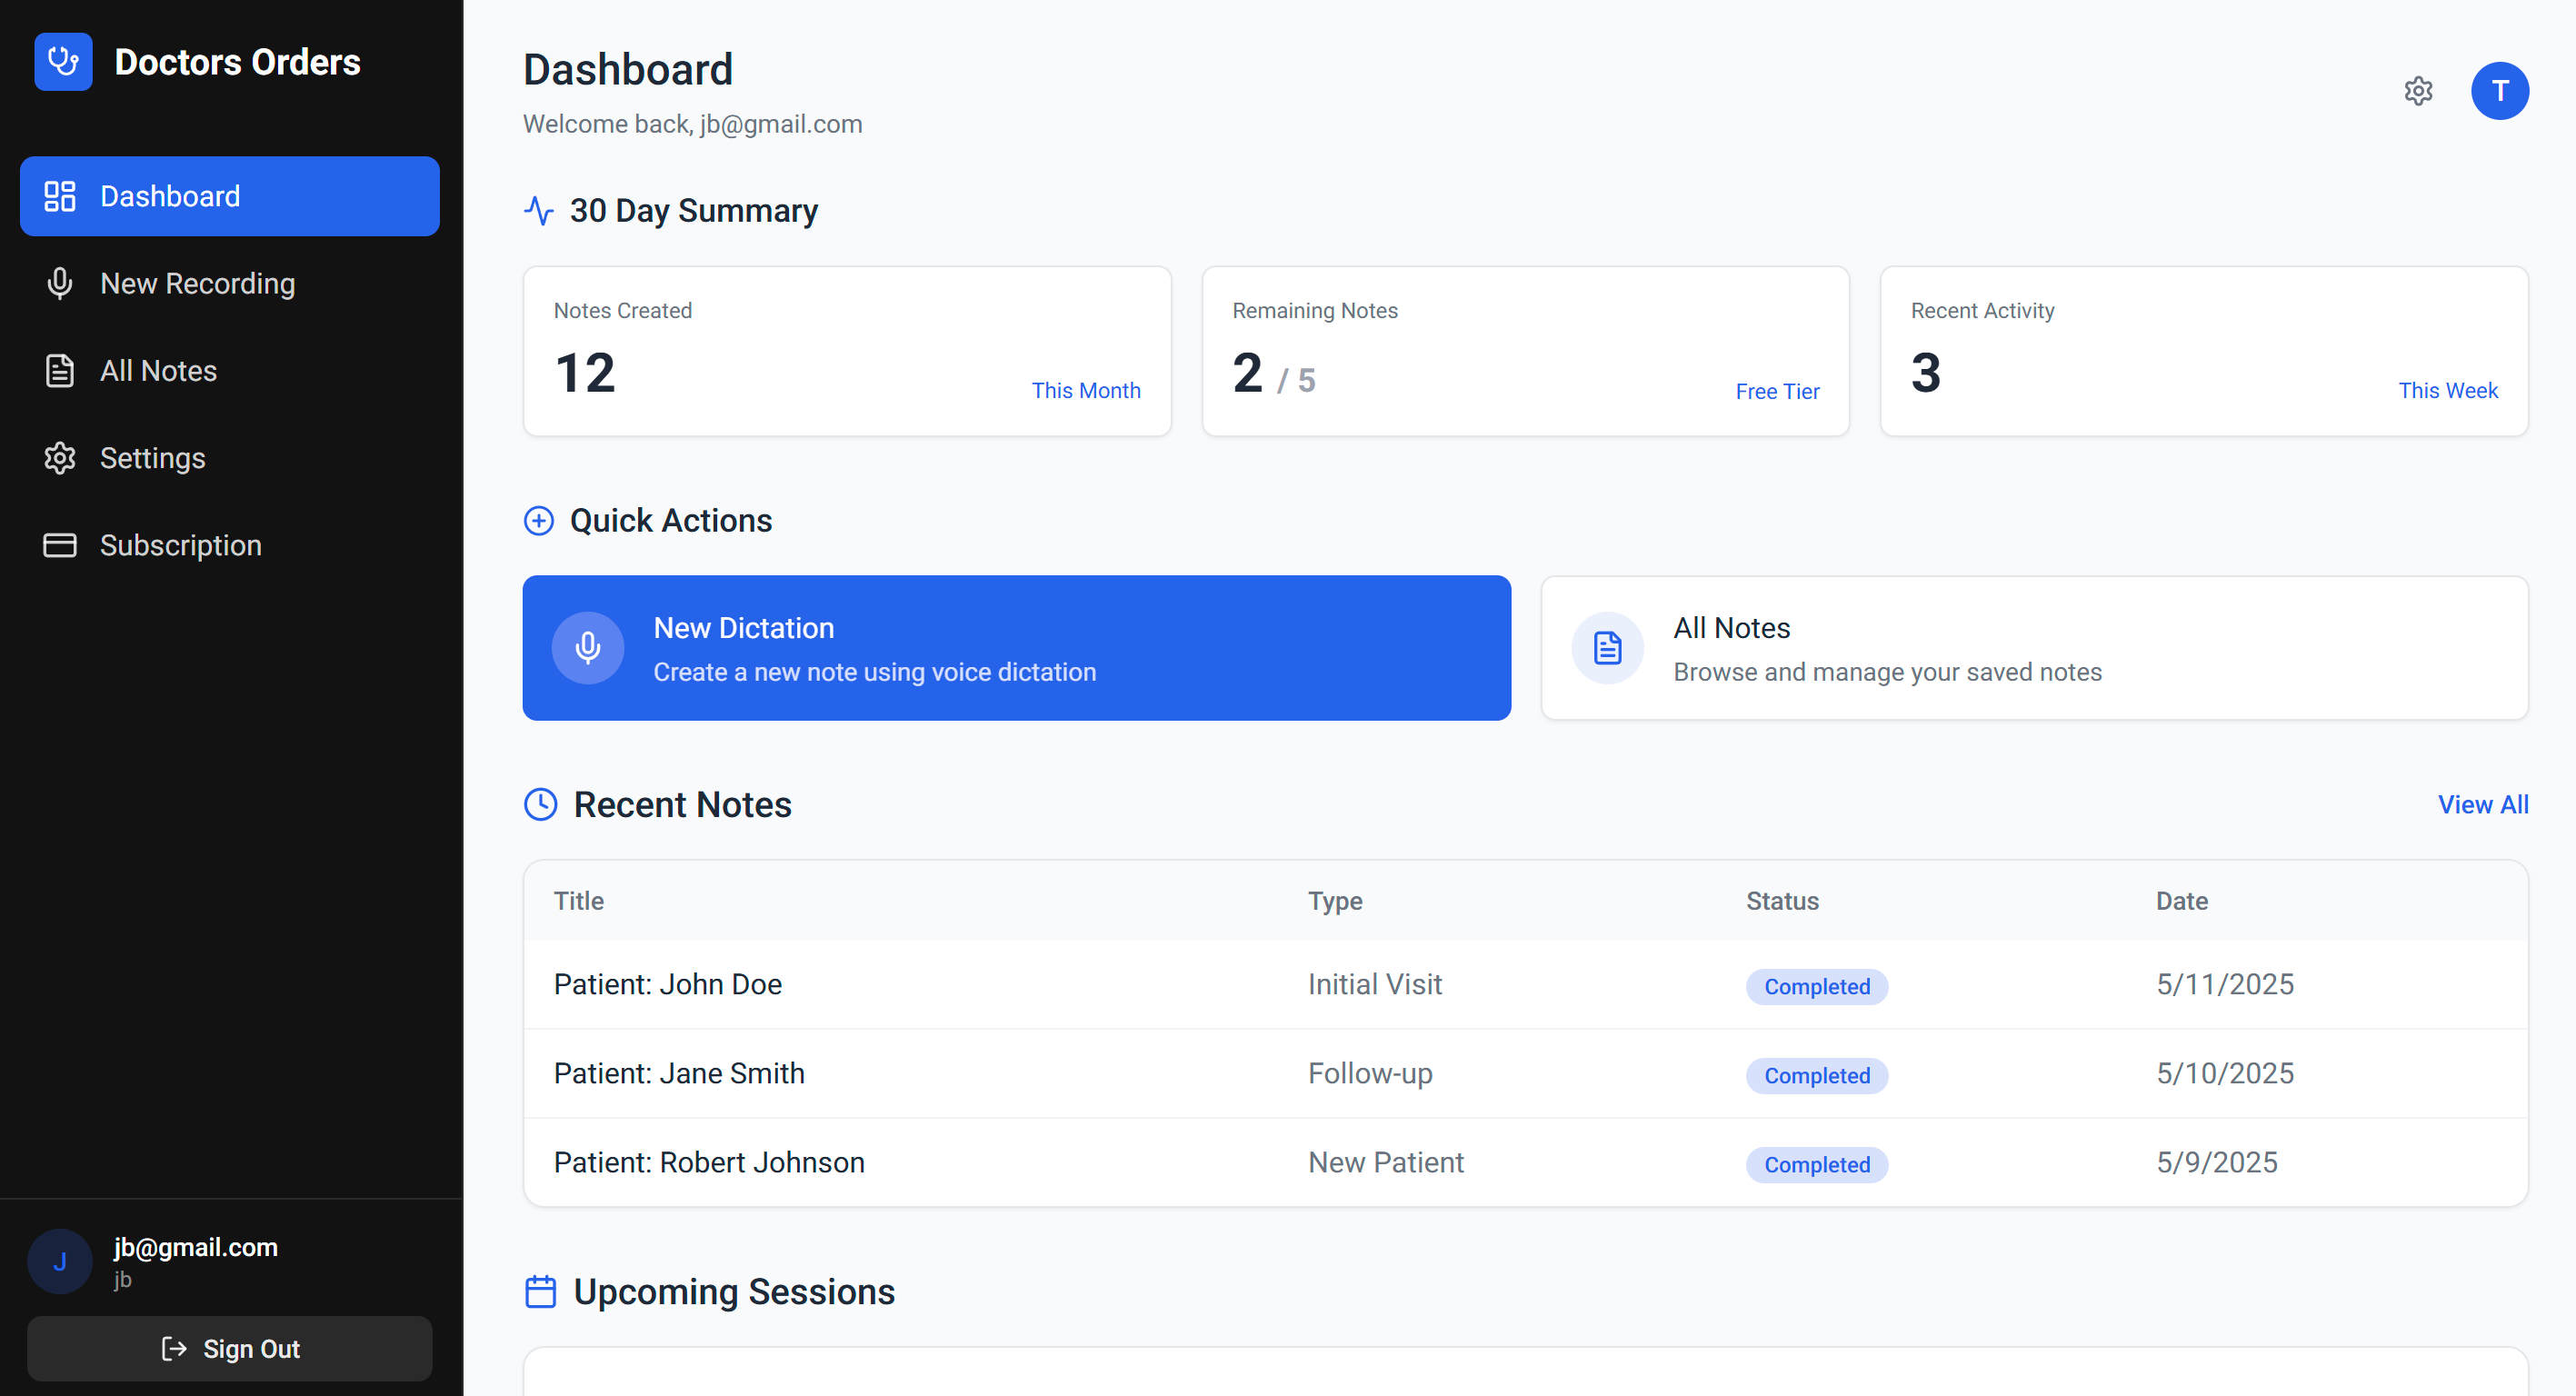 Doctors Orders
Dashboard
New Recording
All Notes
Settings
Subscription
J
jb@gmail.com
jb
Sign Out
Dashboard
Welcome back, jb@gmail.com
T
30 Day Summary
Notes Created
12
This Month
Remaining Notes
2 / 5
Free Tier
Recent Activity
3
This Week
Quick Actions
New Dictation
Create a new note using voice dictation
All Notes
Browse and manage your saved notes
Recent Notes
View All
Title Type Status Date
Patient: John Doe Initial Visit Completed 5/11/2025
Patient: Jane Smith Follow-up Completed 5/10/2025
Patient: Robert Johnson New Patient Completed 5/9/2025
Upcoming Sessions